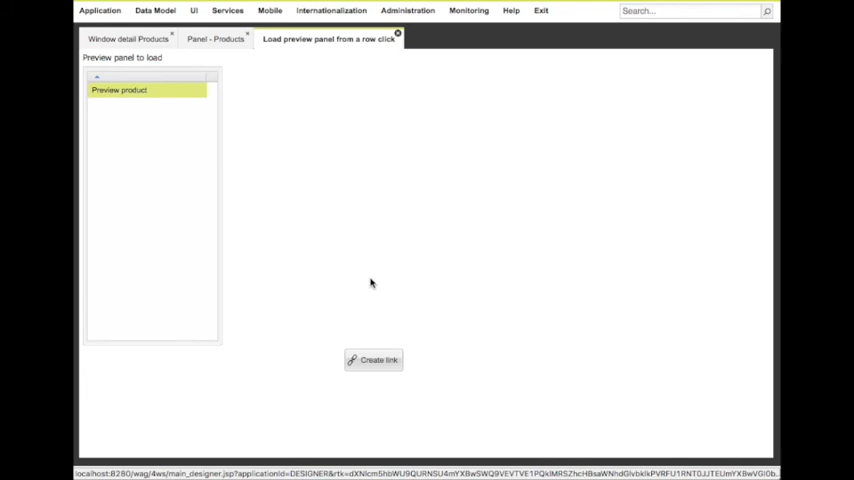 Application Data Model UI Services Mobile Internationalization Administration Monitoring Help Exit Search...
Window detail Products Panel - Products Load preview panel from a row click
Preview panel to load
Preview product
Create link